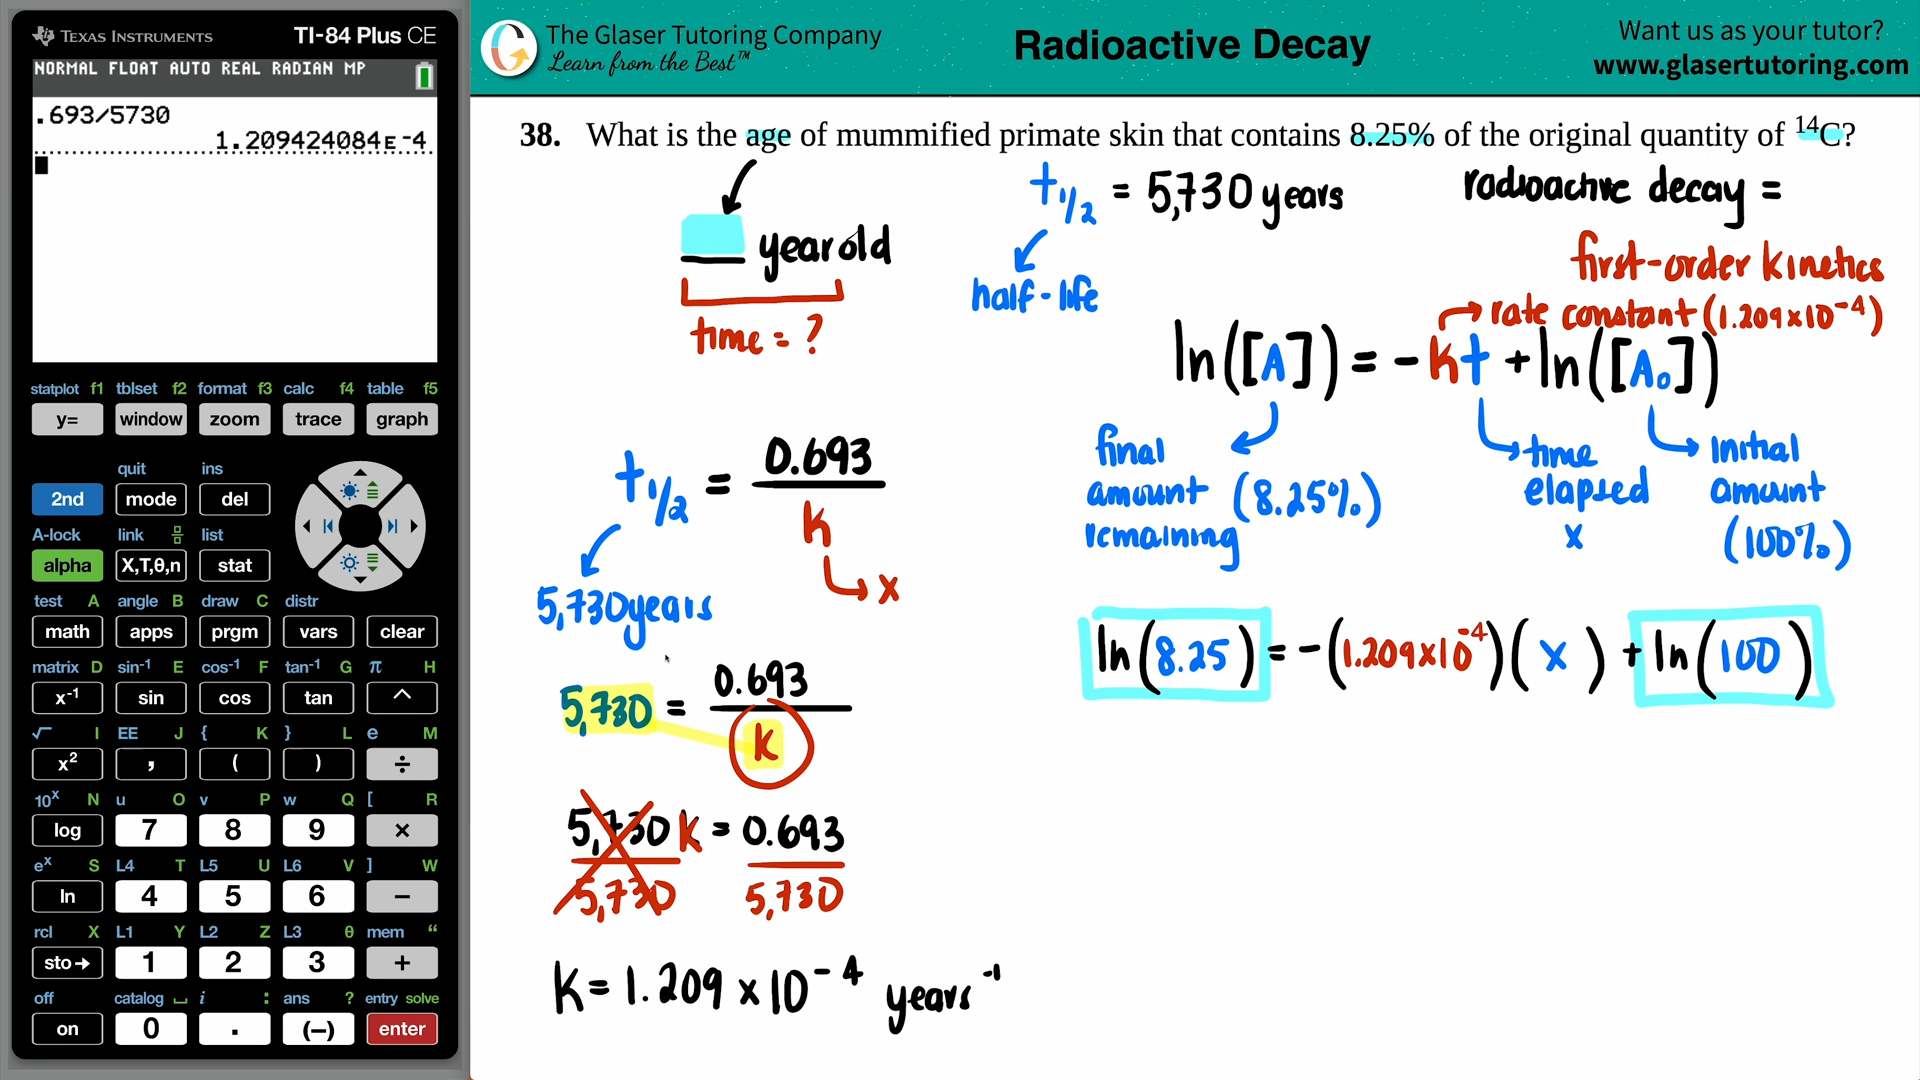 TEXAS INSTRUMENTS TI-84 Plus CE
NORMAL FLOAT AUTO REAL RADIAN MP
.693/5730
1.209424084E-4
statplot f1 tblset f2 format f3 calc f4 table f5
y= window zoom trace graph
quit ins
2nd mode del
A-lock link list
alpha X,T,θ,n stat
test A angle B draw C distr
math apps prgm vars clear
matrix D sin⁻¹ E cos⁻¹ F tan⁻¹ G π H
x⁻¹ sin cos tan ^
√ I EE J { K } L e M
x² , ( ) ÷
10ˣ N u O v P w Q [ R
log 7 8 9 ×
eˣ S L4 T L5 U L6 V ] W
ln 4 5 6 −
rcl X L1 Y L2 Z L3 θ mem "
sto→ 1 2 3 +
off catalog ⎵ i : ans ? entry solve
on 0 . (−) enter
The Glaser Tutoring Company
Learn from the Best™
Radioactive Decay
Want us as your tutor?
www.glasertutoring.com
38. What is the age of mummified primate skin that contains 8.25% of the original quantity of ¹⁴C?
year old
time = ?
t1/2 = 5,730 years
half-life
radioactive decay =
first-order kinetics
rate constant (1.209x10⁻⁴)
ln([A]) = -kt + ln([A₀])
final amount remaining (8.25%)
time elapsed x
initial amount (100%)
t1/2 = 0.693 / k
x
5,730 years
5,730 = 0.693 / k
5,730 k = 0.693
5,730 5,730
k = 1.209 x 10⁻⁴ years⁻¹
ln(8.25) = -(1.209x10⁻⁴)(x) + ln(100)